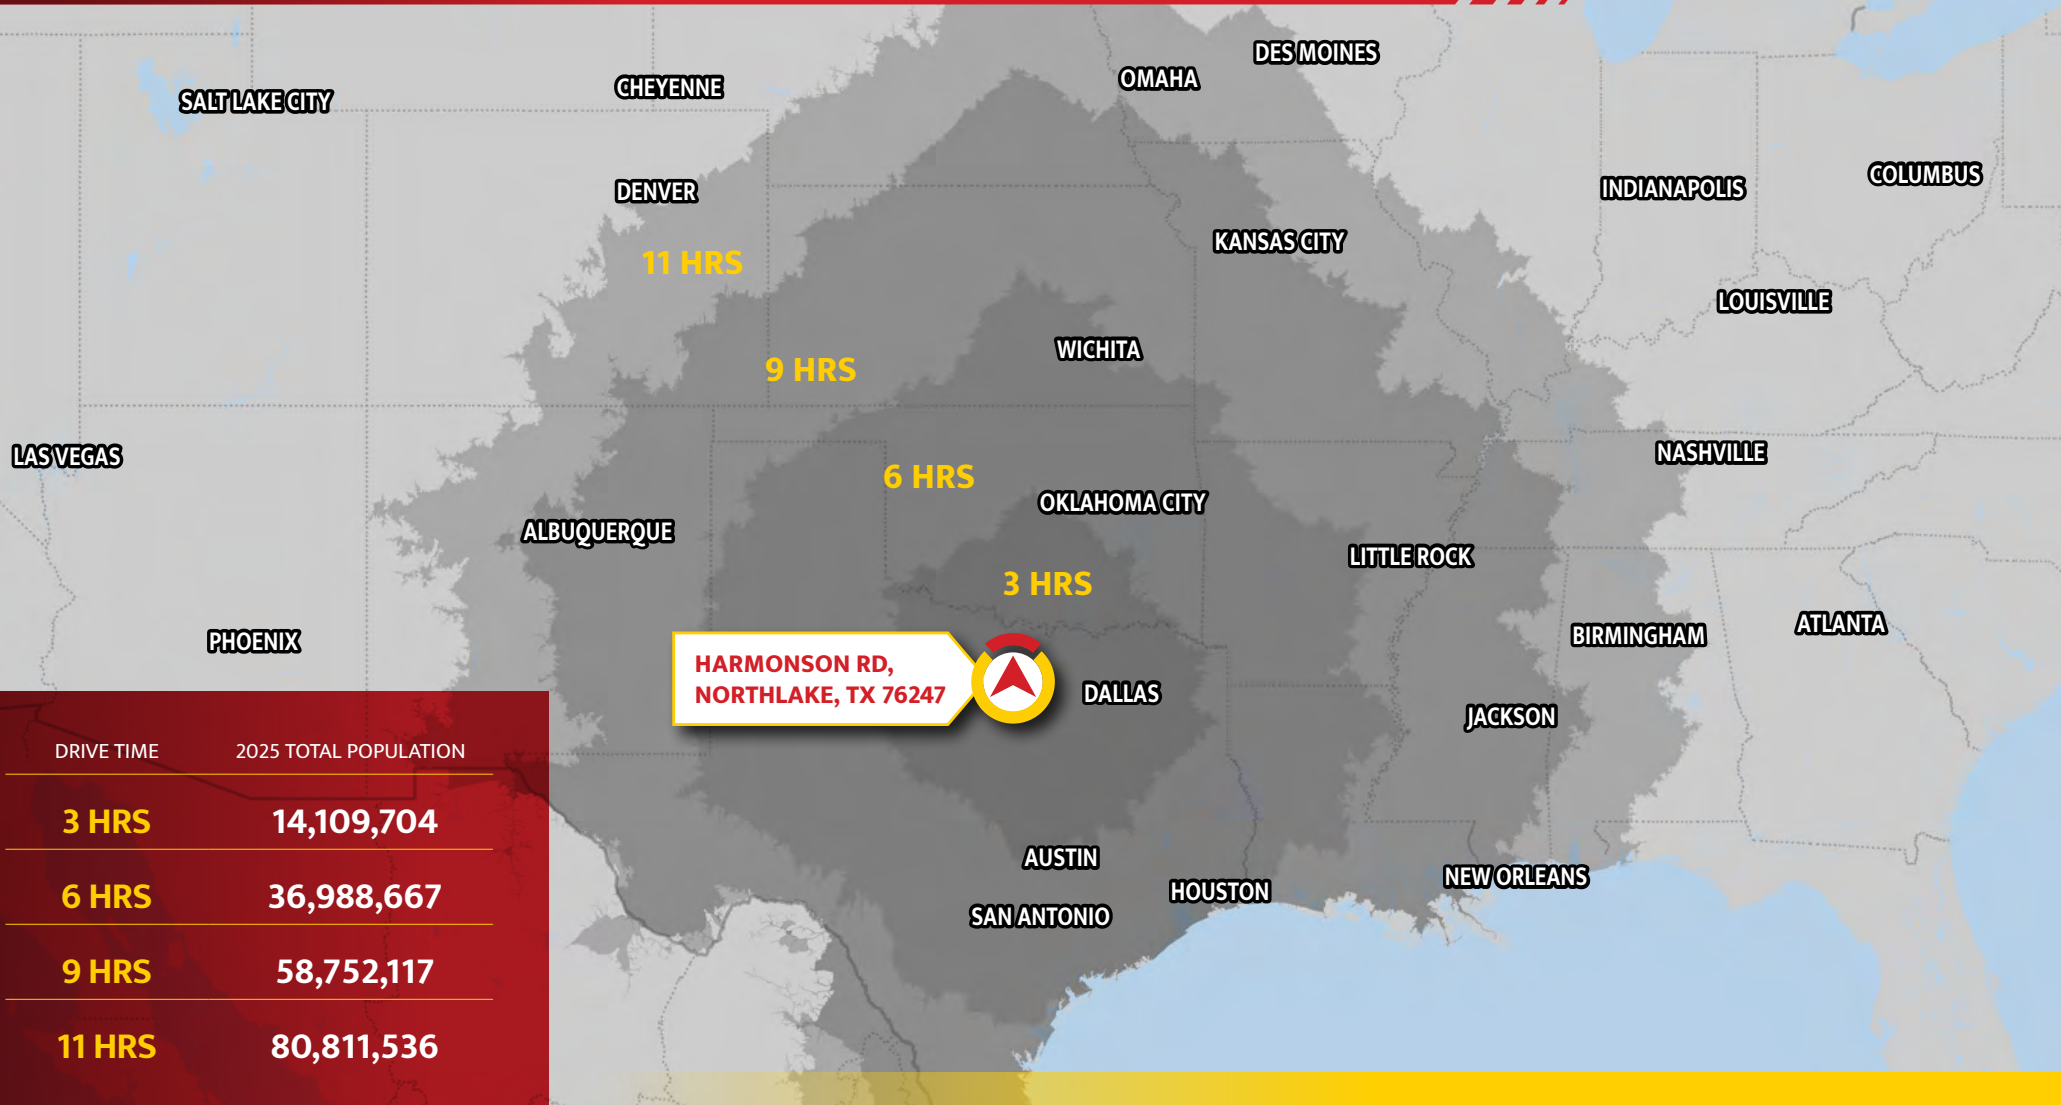 DES MOINES
OMAHA
CHEYENNE
SALT LAKE CITY
COLUMBUS
INDIANAPOLIS
DENVER
KANSAS CITY
11 HRS
LOUISVILLE
WICHITA
9 HRS
NASHVILLE
LAS VEGAS
6 HRS
OKLAHOMA CITY
ALBUQUERQUE
LITTLE ROCK
3 HRS
ATLANTA
BIRMINGHAM
PHOENIX
HARMONSON RD,
NORTHLAKE, TX 76247
DALLAS
JACKSON
AUSTIN
NEW ORLEANS
HOUSTON
SAN ANTONIO
DRIVE TIME 2025 TOTAL POPULATION
3 HRS 14,109,704
6 HRS 36,988,667
9 HRS 58,752,117
11 HRS 80,811,536